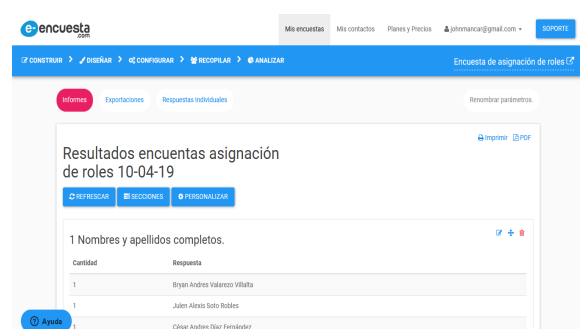 e-encuesta
.com
Mis encuestas Mis contactos Planes y Precios johnmancar@gmail.com SOPORTE
CONSTRUIR DISEÑAR CONFIGURAR RECOPILAR ANALIZAR Encuesta de asignación de roles
Informes Exportaciones Respuestas Individuales Renombrar parámetros.
Imprimir PDF
Resultados encuentas asignación
de roles 10-04-19
REFRESCAR SECCIONES PERSONALIZAR
1 Nombres y apellidos completos.
Cantidad Respuesta
1 Bryan Andres Valarezo Villalta
1 Julen Alexis Soto Robles
1 César Andres Díaz Fernández
Ayuda